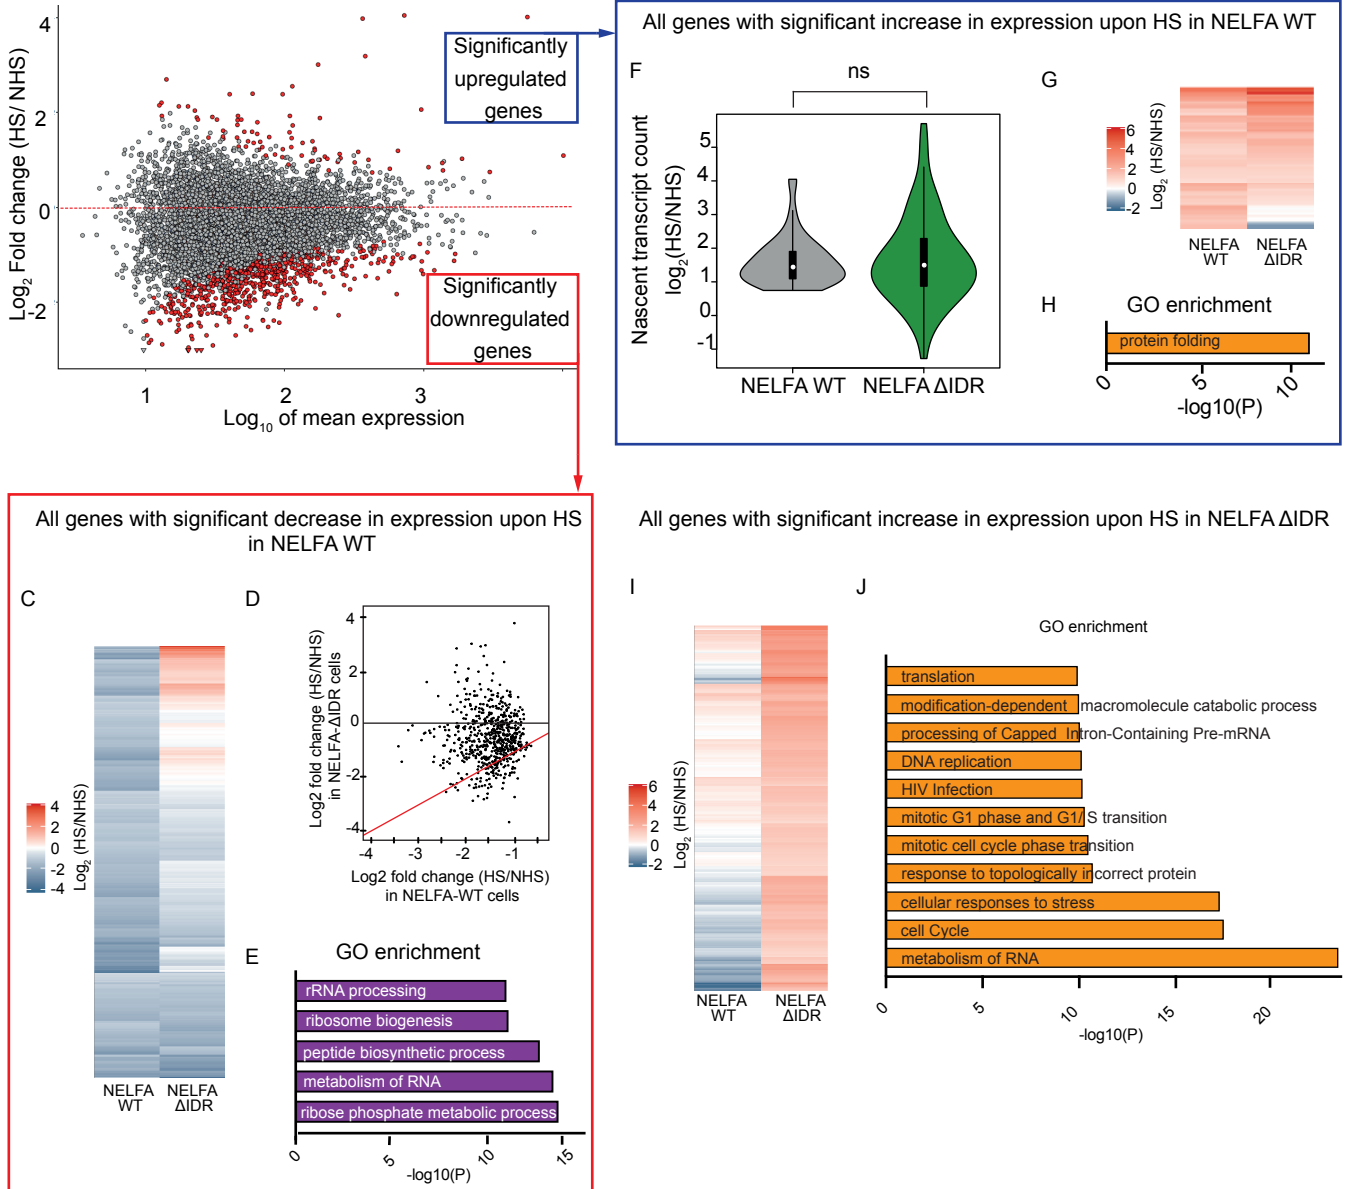 4
2
0
-2
Log2 Fold change (HS/ NHS)
1
2
3
Log10 of mean expression
Significantly
upregulated
genes
Significantly
downregulated
genes
All genes with significant increase in expression upon HS in NELFA WT
F
ns
Nascent transcript count
log2(HS/NHS)
5
4
3
2
1
0
-1
NELFA WT
NELFA ΔIDR
G
6
4
2
0
-2
Log2 (HS/NHS)
NELFA
WT
NELFA
ΔIDR
H
GO enrichment
protein folding
0
5
10
-log10(P)
All genes with significant decrease in expression upon HS
in NELFA WT
C
4
2
0
-2
-4
Log2 (HS/NHS)
NELFA
WT
NELFA
ΔIDR
D
Log2 fold change (HS/NHS)
in NELFA-ΔIDR cells
4
2
0
-2
-4
-4
-3
-2
-1
Log2 fold change (HS/NHS)
in NELFA-WT cells
E
GO enrichment
rRNA processing
ribosome biogenesis
peptide biosynthetic process
metabolism of RNA
ribose phosphate metabolic process
0
5
10
15
-log10(P)
All genes with significant increase in expression upon HS in NELFA ΔIDR
I
6
4
2
0
-2
Log2 (HS/NHS)
NELFA
WT
NELFA
ΔIDR
J
GO enrichment
translation
modification-dependent macromolecule catabolic process
processing of Capped Intron-Containing Pre-mRNA
DNA replication
HIV Infection
mitotic G1 phase and G1/S transition
mitotic cell cycle phase transition
response to topologically incorrect protein
cellular responses to stress
cell Cycle
metabolism of RNA
0
5
10
15
20
-log10(P)